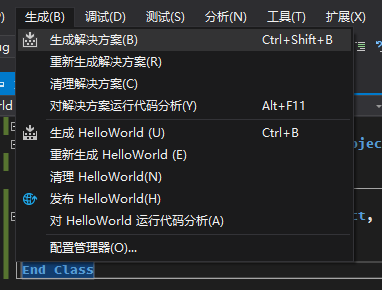 生成(B) 调试(D) 测试(S) 分析(N) 工具(T) 扩展(X)
生成解决方案(B) Ctrl+Shift+B
重新生成解决方案(R)
清理解决方案(C)
对解决方案运行代码分析(Y) Alt+F11
生成 HelloWorld (U) Ctrl+B
重新生成 HelloWorld (E)
清理 HelloWorld(N)
发布 HelloWorld(H)
对 HelloWorld 运行代码分析(A)
配置管理器(O)...
End Class